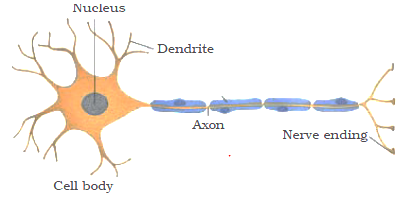 Nucleus
Dendrite
Axon
Nerve ending
Cell body